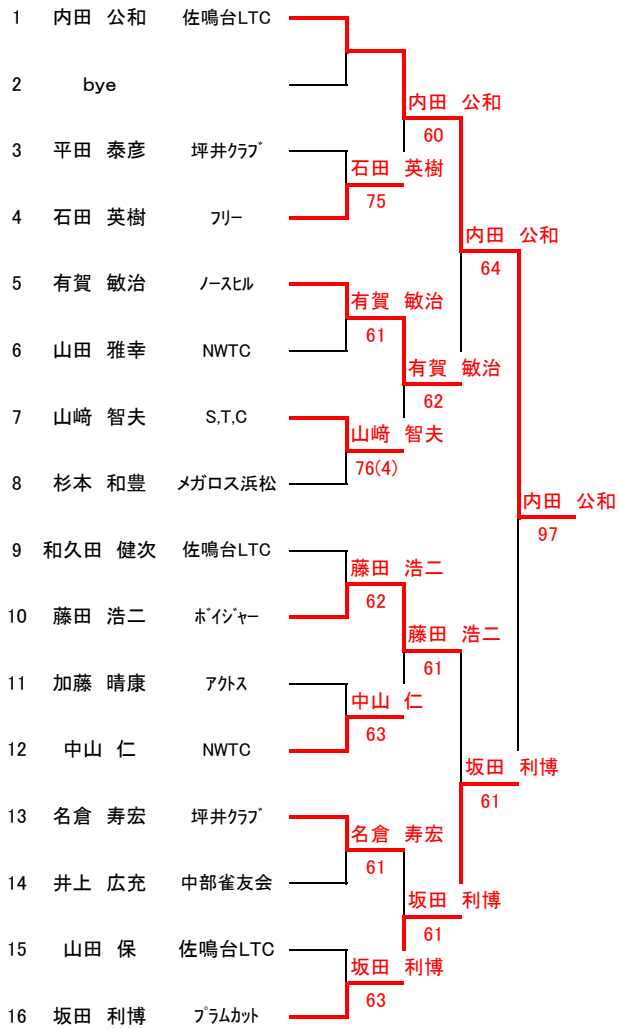 1 内田 公和 佐鳴台LTC
2 bye
内田 公和
60
3 平田 泰彦 坪井ｸﾗﾌﾞ
石田 英樹
75
4 石田 英樹 ﾌﾘｰ
内田 公和
64
5 有賀 敏治 ﾉｰｽﾋﾙ
有賀 敏治
61
6 山田 雅幸 NWTC
有賀 敏治
62
7 山﨑 智夫 S,T,C
山﨑 智夫
76(4)
8 杉本 和豊 メガロス浜松
内田 公和
97
9 和久田 健次 佐鳴台LTC
藤田 浩二
62
10 藤田 浩二 ﾎﾞｲｼﾞｬｰ
藤田 浩二
61
11 加藤 晴康 ｱｸﾄｽ
中山 仁
63
12 中山 仁 NWTC
坂田 利博
61
13 名倉 寿宏 坪井ｸﾗﾌﾞ
名倉 寿宏
61
14 井上 広充 中部雀友会
坂田 利博
61
15 山田 保 佐鳴台LTC
坂田 利博
63
16 坂田 利博 ﾌﾟﾗﾑｶｯﾄ